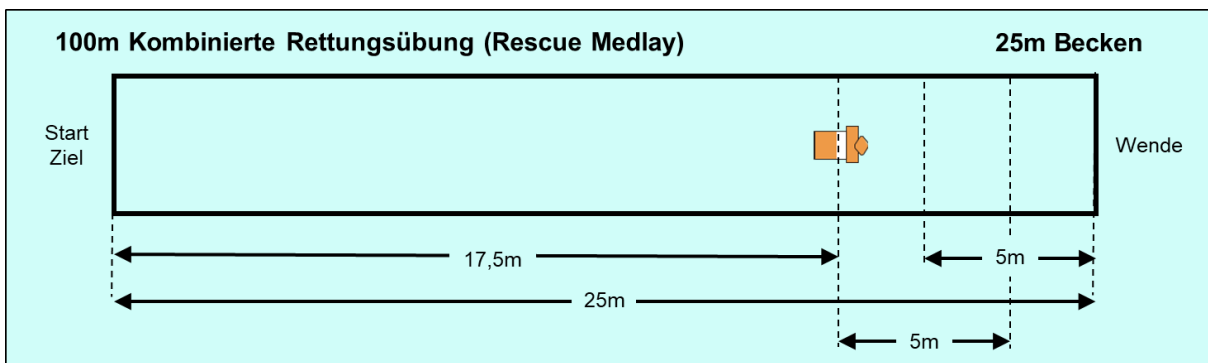 100m Kombinierte Rettungsübung (Rescue Medlay)
25m Becken
Start
Ziel
Wende
17,5m
5m
25m
5m